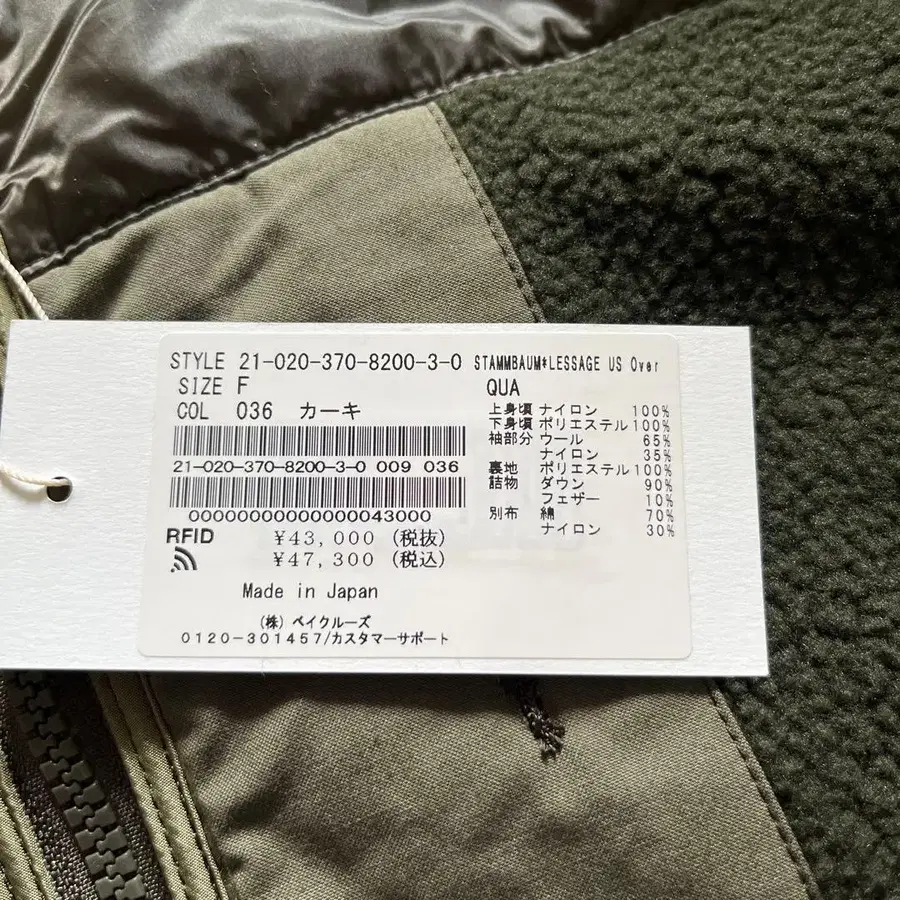 STYLE 21-020-370-8200-3-0 STAMMBAUM*LESSAGE US Over
SIZE F
COL 036 カーキ
21-020-370-8200-3-0 009 036
00000000000000043000
RFID
¥43,000 (税抜)
¥47,300 (税込)
Made in Japan
(株) ベイクルーズ
0120-301457/カスタマーサポート
QUA
上身頃 ナイロン 100%
下身頃 ポリエステル 100%
袖部分 ウール 65%
ナイロン 35%
裏地 ポリエステル 100%
詰物 ダウン 90%
フェザー 10%
別布 綿 70%
ナイロン 30%